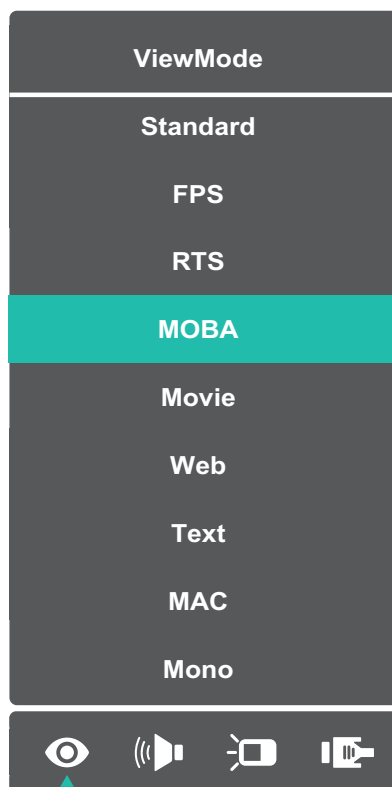 ViewMode
Standard
FPS
RTS
MOBA
Movie
Web
Text
MAC
Mono